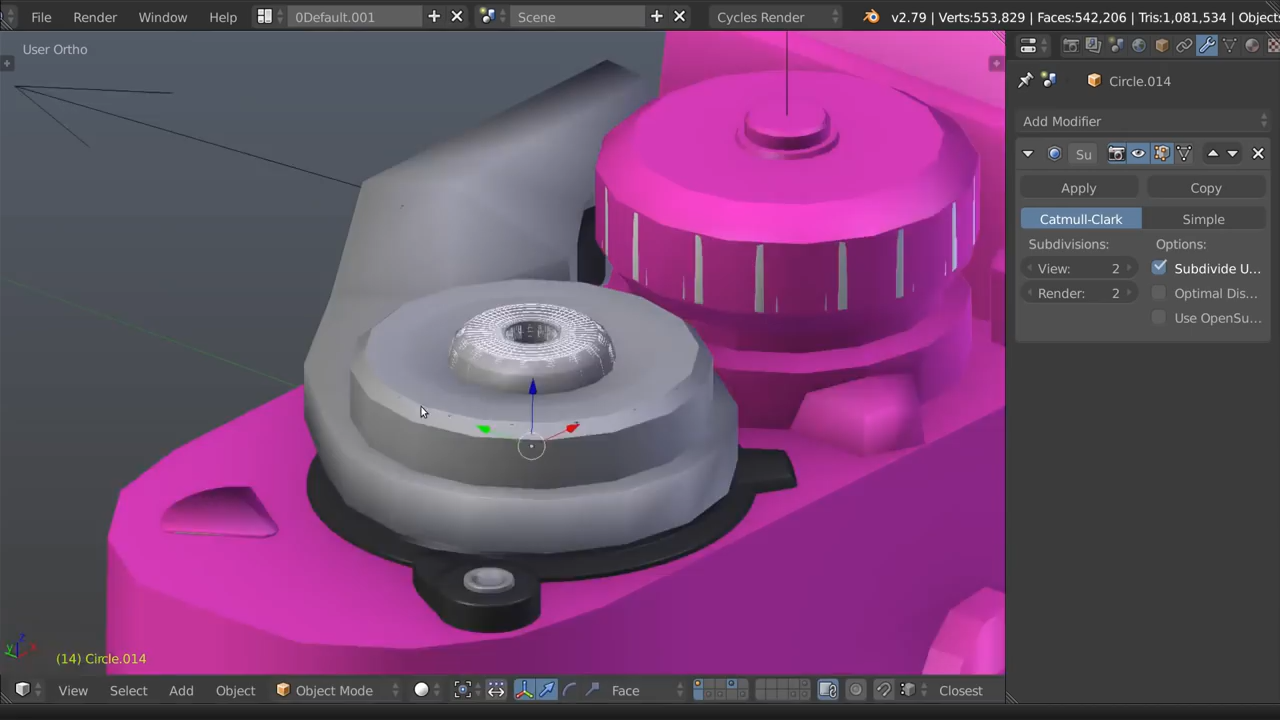 File Render Window Help 0Default.001 Scene Cycles Render v2.79 | Verts:553,829 | Faces:542,206 | Tris:1,081,534 | Object
User Ortho
Circle.014
Add Modifier
Su
Apply Copy
Catmull-Clark Simple
Subdivisions: Options:
View: 2 Subdivide U...
Render: 2 Optimal Dis...
Use OpenSu...
(14) Circle.014
View Select Add Object Object Mode Face Closest